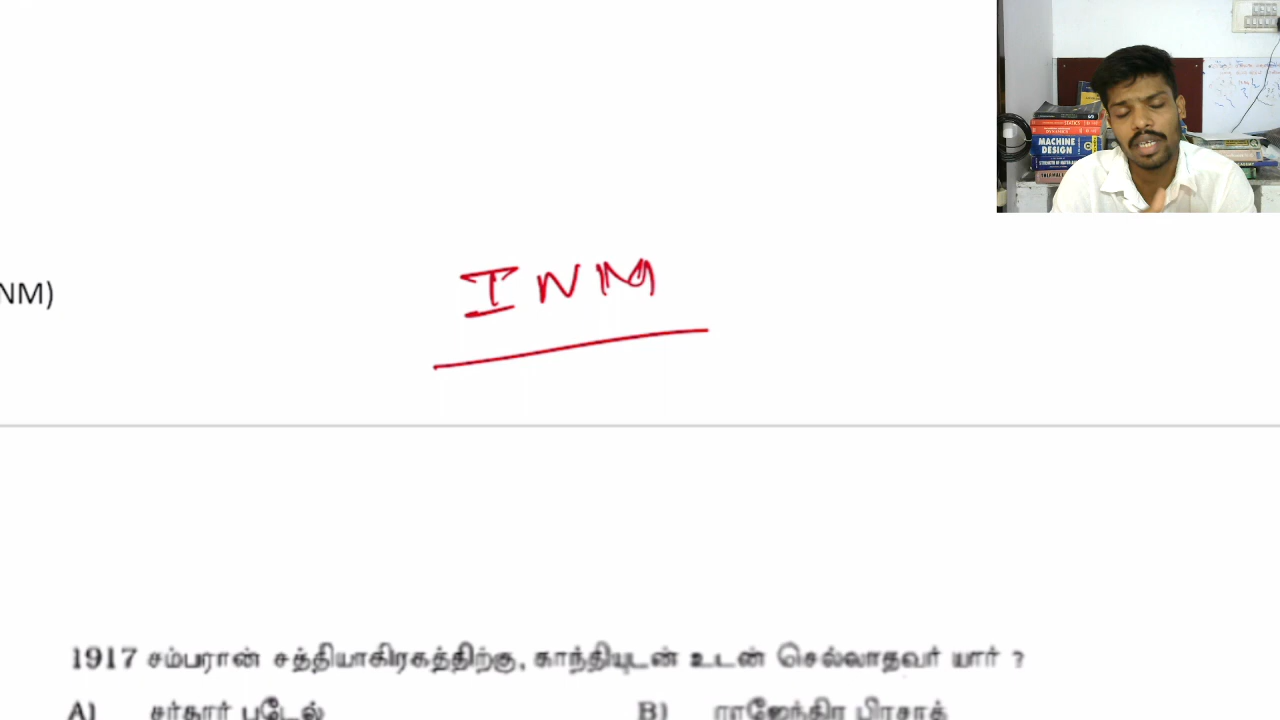 MACHINE
DESIGN
NM)
INM
1917 சம்பரான் சத்தியாகிரகத்திற்கு, காந்தியுடன் உடன் செல்லாதவர் யார் ?
A) சர்தார் படேல் B) ராஜேந்திர பிரசாத்